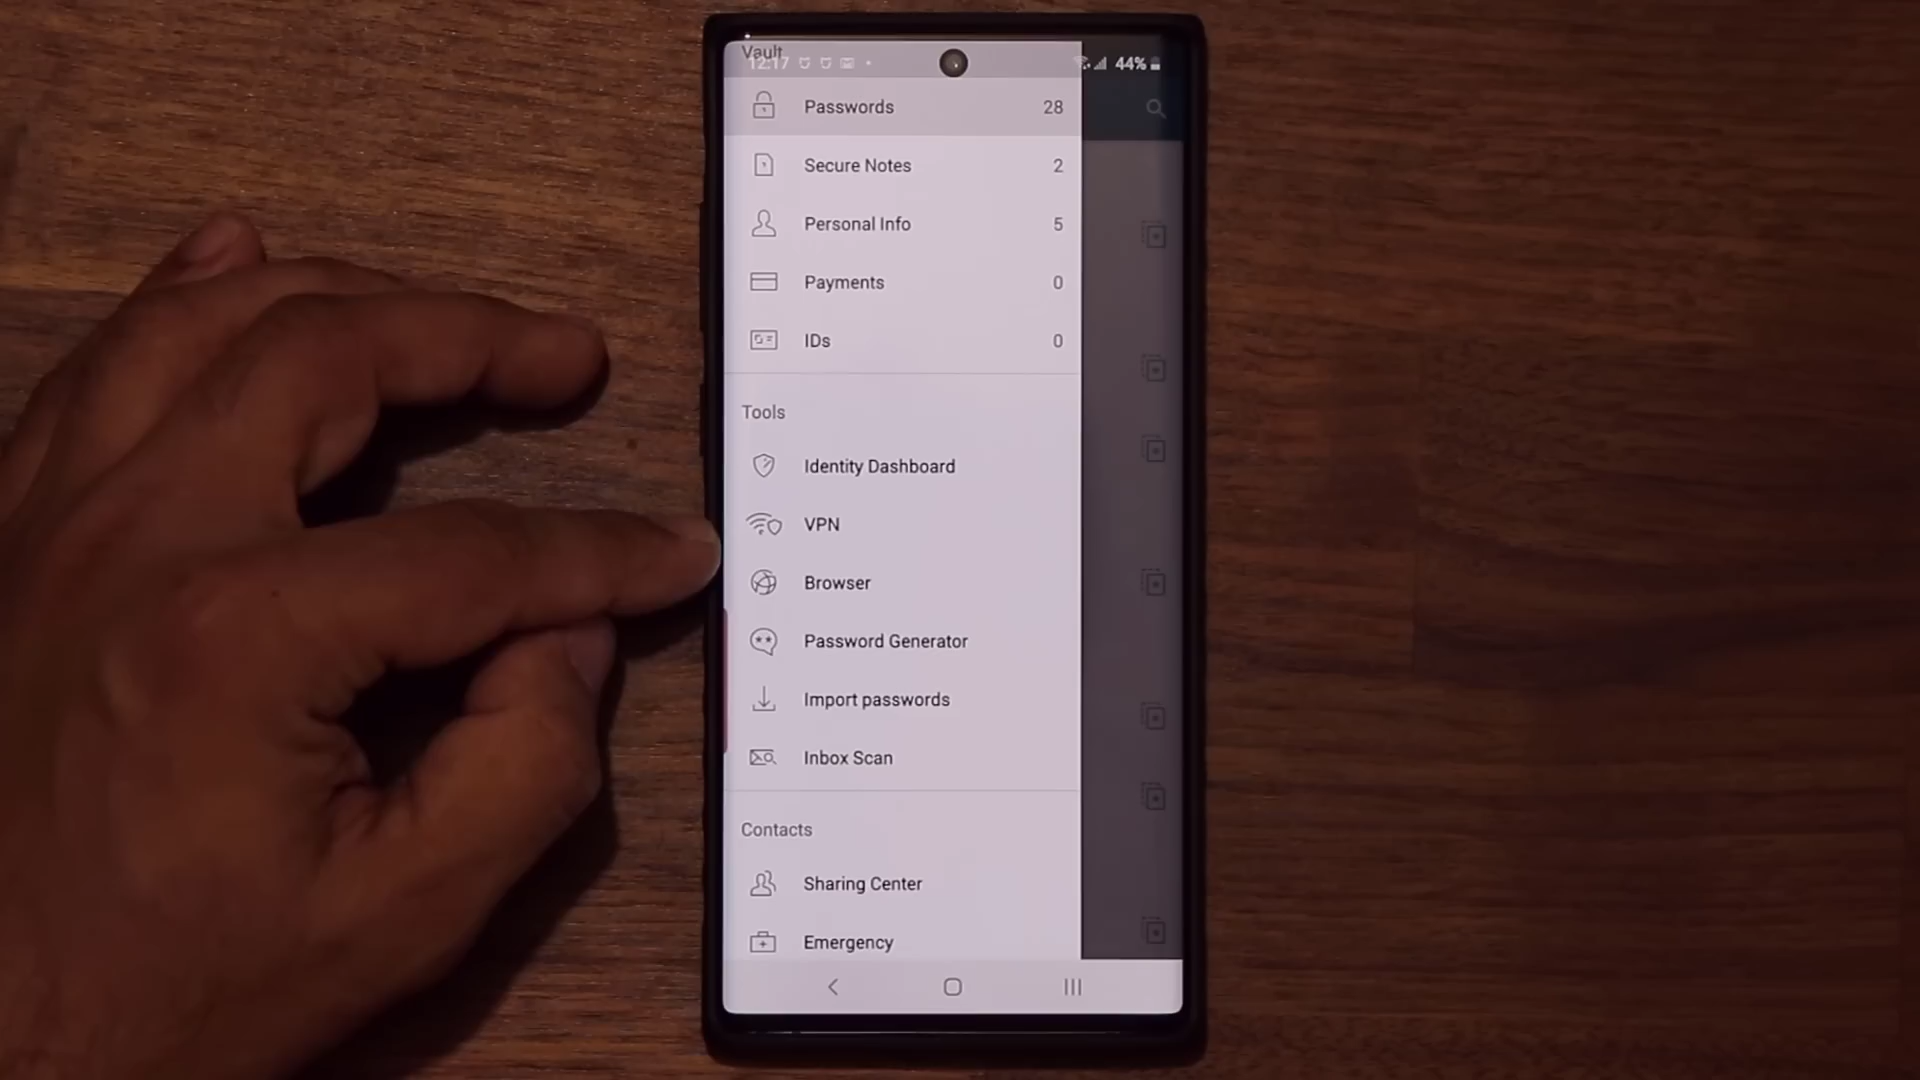 Vault
12:17 44%
Passwords 28
Secure Notes 2
Personal Info 5
Payments 0
IDs 0
Tools
Identity Dashboard
VPN
Browser
Password Generator
Import passwords
Inbox Scan
Contacts
Sharing Center
Emergency